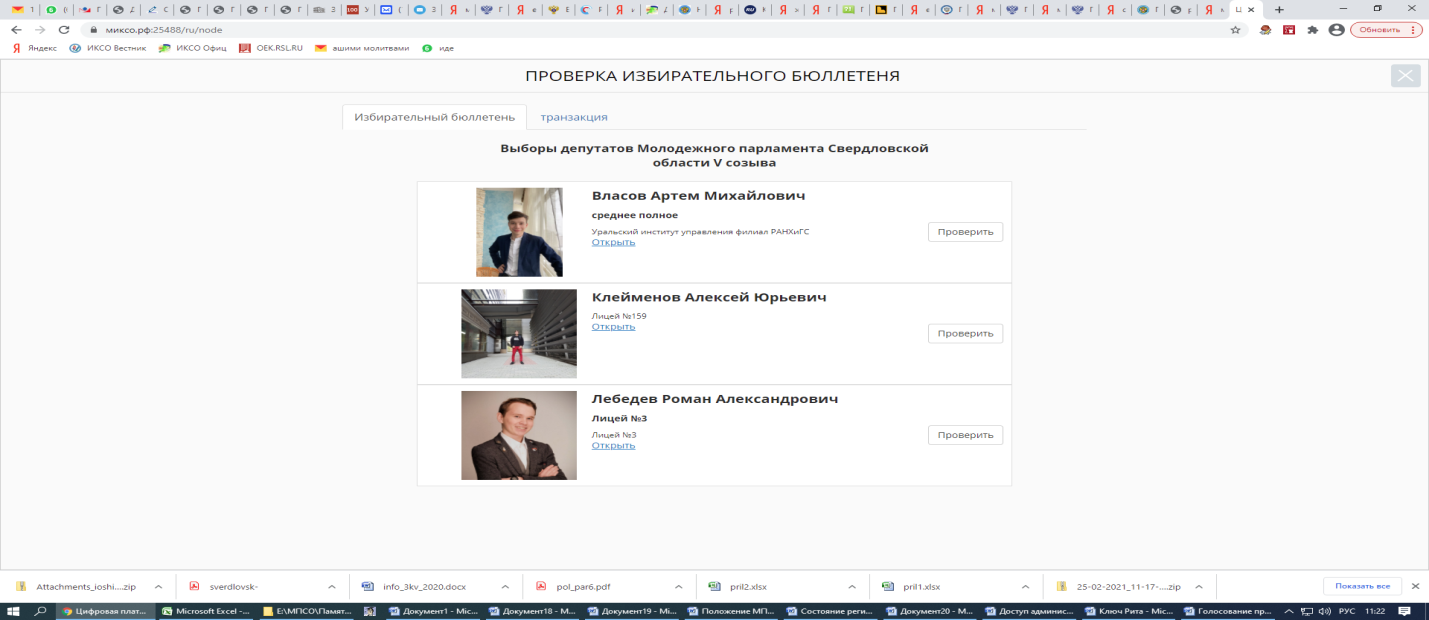 миксо.рф:25488/ru/node
Обновить
Яндекс ИКСО Вестник ИКСО Офиц OEK.RSL.RU ашими молитвами иде
ПРОВЕРКА ИЗБИРАТЕЛЬНОГО БЮЛЛЕТЕНЯ
Избирательный бюллетень транзакция
Выборы депутатов Молодежного парламента Свердловской
области V созыва
Власов Артем Михайлович
среднее полное
Уральский институт управления филиал РАНХиГС
Открыть
Проверить
Клейменов Алексей Юрьевич
Лицей №159
Открыть
Проверить
Лебедев Роман Александрович
Лицей №3
Лицей №3
Открыть
Проверить
Attachments_ioshi....zip sverdlovsk- info_3kv_2020.docx pol_par6.pdf pril2.xlsx pril1.xlsx 25-02-2021_11-17-....zip Показать все
Цифровая плат... Microsoft Excel -... E:\МПСО\Памят... Документ1 - Mic... Документ18 - M... Документ19 - Mi... Положение МП... Состояние реги... Документ20 - M... Доступ админис... Ключ Рита - Mic... Голосование пр... РУС 11:22